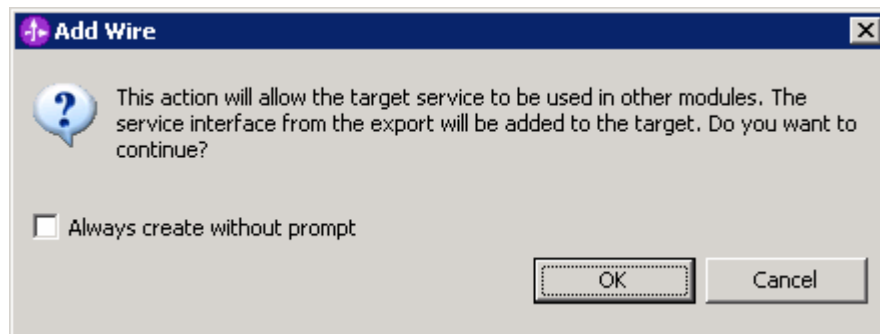 Add Wire
This action will allow the target service to be used in other modules. The
service interface from the export will be added to the target. Do you want to
continue?
Always create without prompt
OK
Cancel